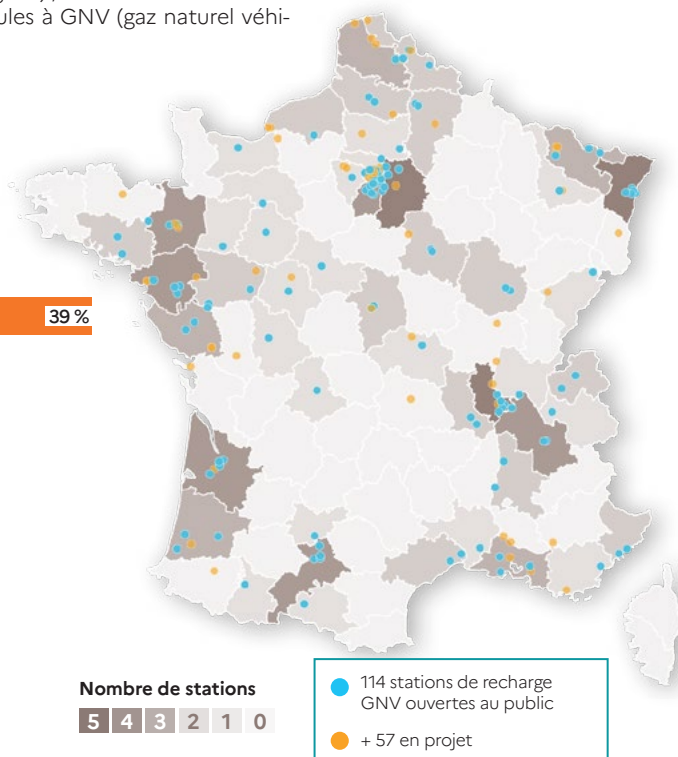 ules à GNV (gaz naturel véhi-
39 %
Nombre de stations
5 4 3 2 1 0
114 stations de recharge
GNV ouvertes au public
+ 57 en projet